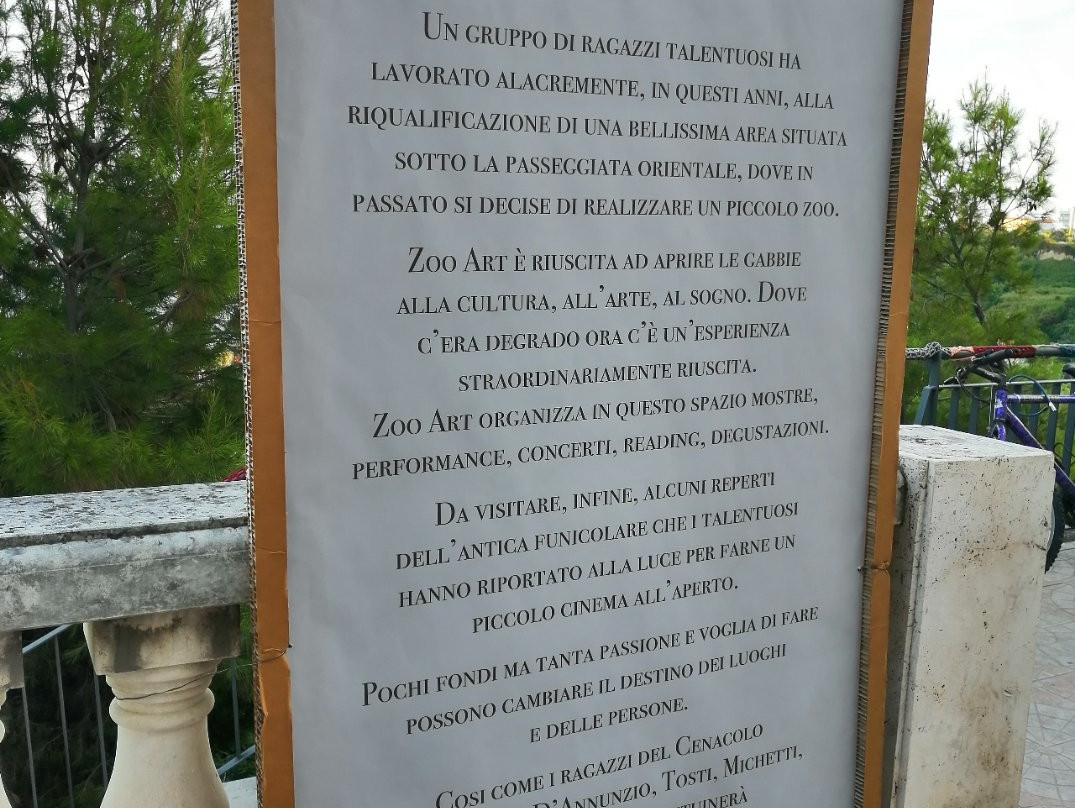 Un gruppo di ragazzi talentuosi ha
lavorato alacremente, in questi anni, alla
riqualificazione di una bellissima area situata
sotto la passeggiata orientale, dove in
passato si decise di realizzare un piccolo zoo.
Zoo Art è riuscita ad aprire le gabbie
alla cultura, all'arte, al sogno. Dove
c'era degrado ora c'è un'esperienza
straordinariamente riuscita.
Zoo Art organizza in questo spazio mostre,
performance, concerti, reading, degustazioni.
Da visitare, infine, alcuni reperti
dell'antica funicolare che i talentuosi
hanno riportato alla luce per farne un
piccolo cinema all'aperto.
Pochi fondi ma tanta passione e voglia di fare
possono cambiare il destino dei luoghi
e delle persone.
Cosi come i ragazzi del Cenacolo
D'Annunzio, Tosti, Michetti,